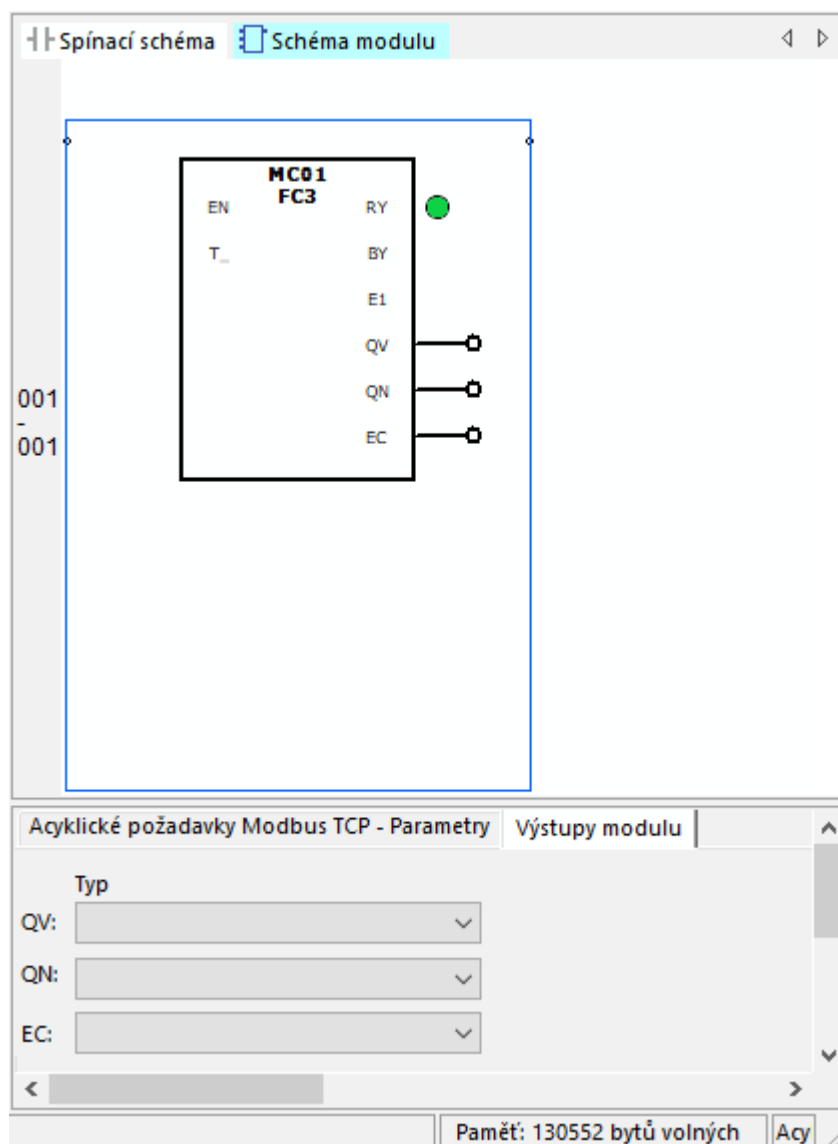 Spínací schéma Schéma modulu
MC01
FC3
EN RY
T_ BY
E1
QV
QN
EC
001
-
001
Acyklické požadavky Modbus TCP - Parametry Výstupy modulu
Typ
QV:
QN:
EC:
Paměť: 130552 bytů volných Acy